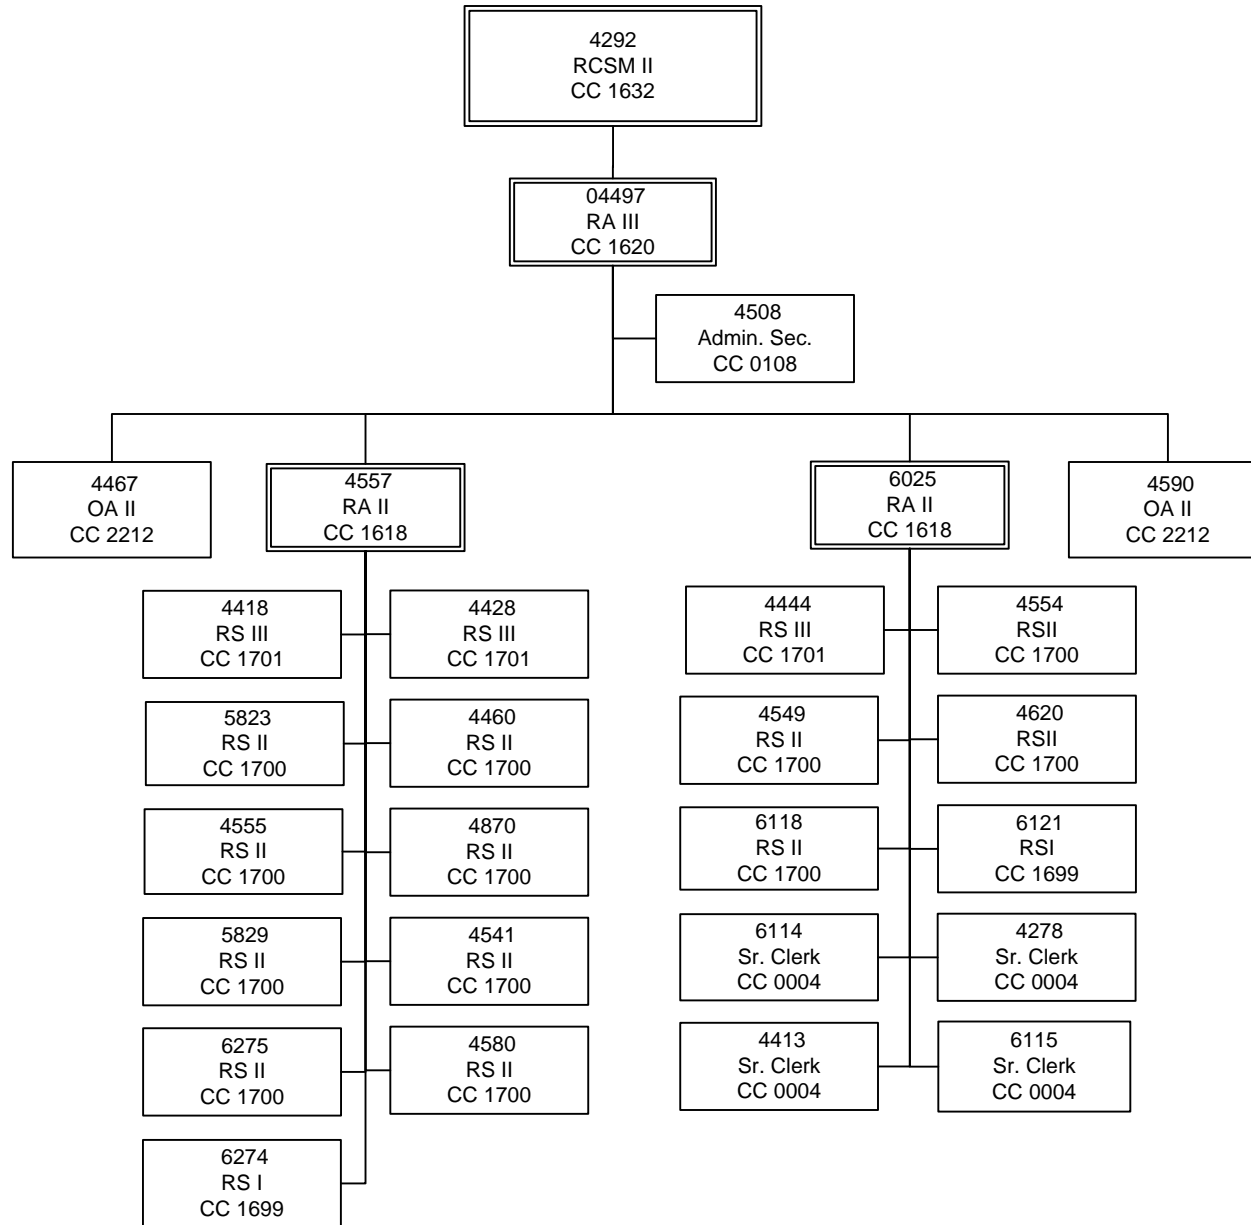 4292
RCSM II
CC 1632
04497
RA III
CC 1620
4508
Admin. Sec.
CC 0108
4467
OA II
CC 2212
4557
RA II
CC 1618
6025
RA II
CC 1618
4590
OA II
CC 2212
4418
RS III
CC 1701
4428
RS III
CC 1701
5823
RS II
CC 1700
4460
RS II
CC 1700
4555
RS II
CC 1700
4870
RS II
CC 1700
5829
RS II
CC 1700
4541
RS II
CC 1700
6275
RS II
CC 1700
4580
RS II
CC 1700
6274
RS I
CC 1699
4444
RS III
CC 1701
4554
RSII
CC 1700
4549
RS II
CC 1700
4620
RSII
CC 1700
6118
RS II
CC 1700
6121
RSI
CC 1699
6114
Sr. Clerk
CC 0004
4278
Sr. Clerk
CC 0004
4413
Sr. Clerk
CC 0004
6115
Sr. Clerk
CC 0004